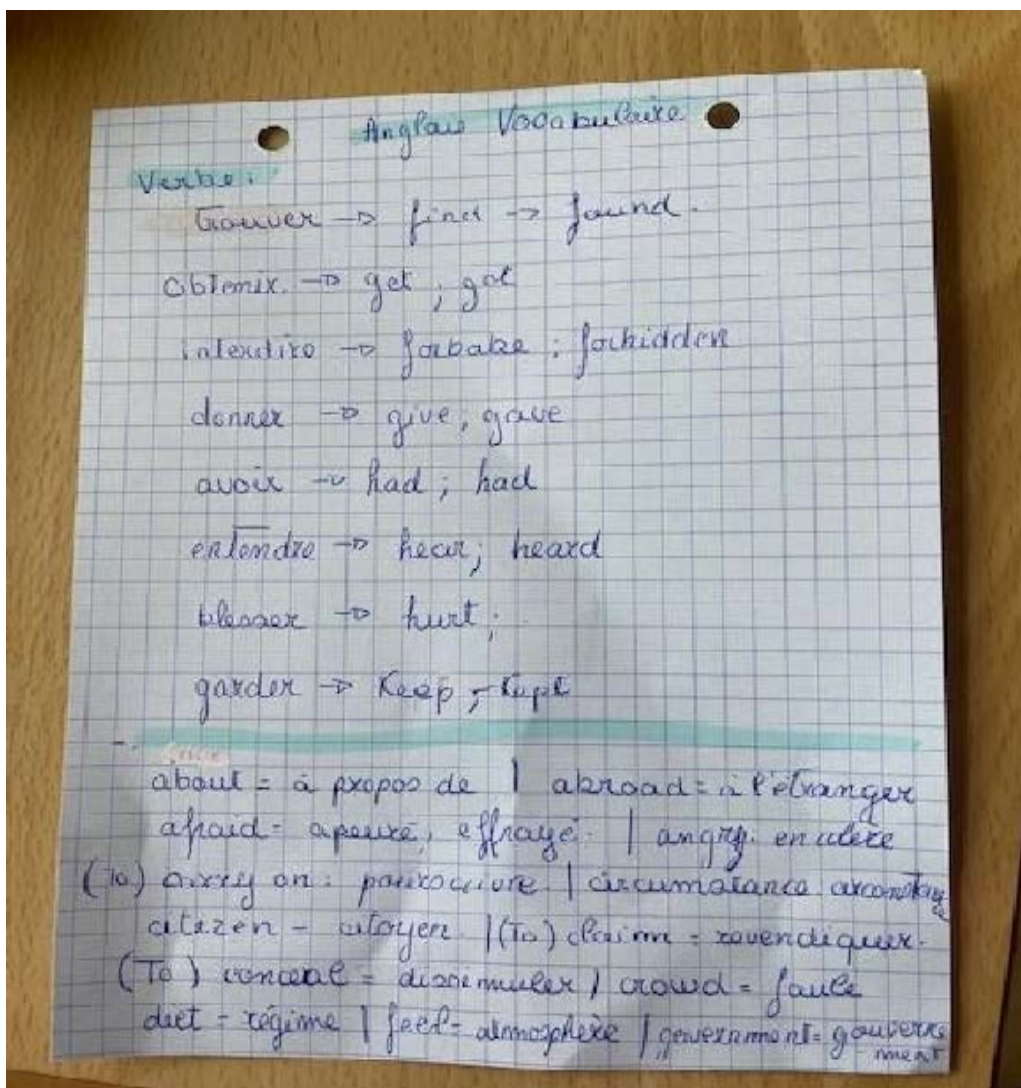 Anglais Vocabulaire
Verbe:
trouver → find → found.
Obtenir. → get ; got
interdire → forbake ; forbidden
donner → give ; gave
avoir → had ; had
entendre → hear ; heard
blesser → hurt ;
garder → Keep ; Kept
about = à propos de | abroad = à l'étranger
afraid = apeuré, effrayé. | angry: en colère
(To) carry on: poursuivre | circumstance circonstance
citizen - citoyen | (To) claim = revendiquer.
(To) conceal = dissimuler | crowd = foule
diet = régime | feel = atmosphère | government = gouverne
ment